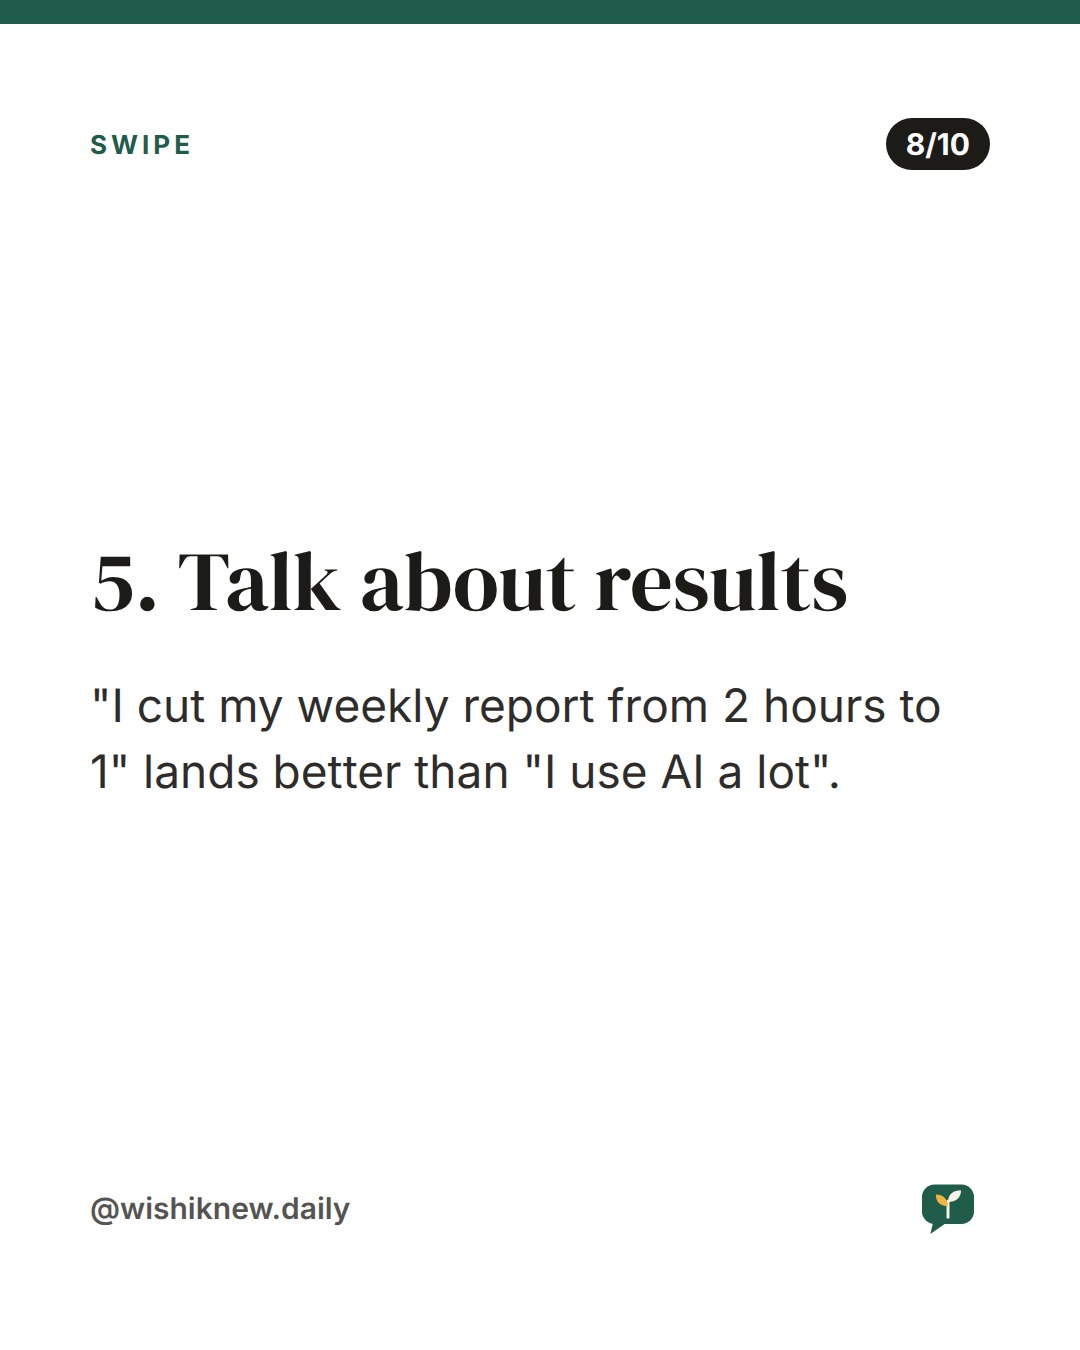 SWIPE
8/10
5. Talk about results
"I cut my weekly report from 2 hours to
1" lands better than "I use AI a lot".
@wishiknew.daily